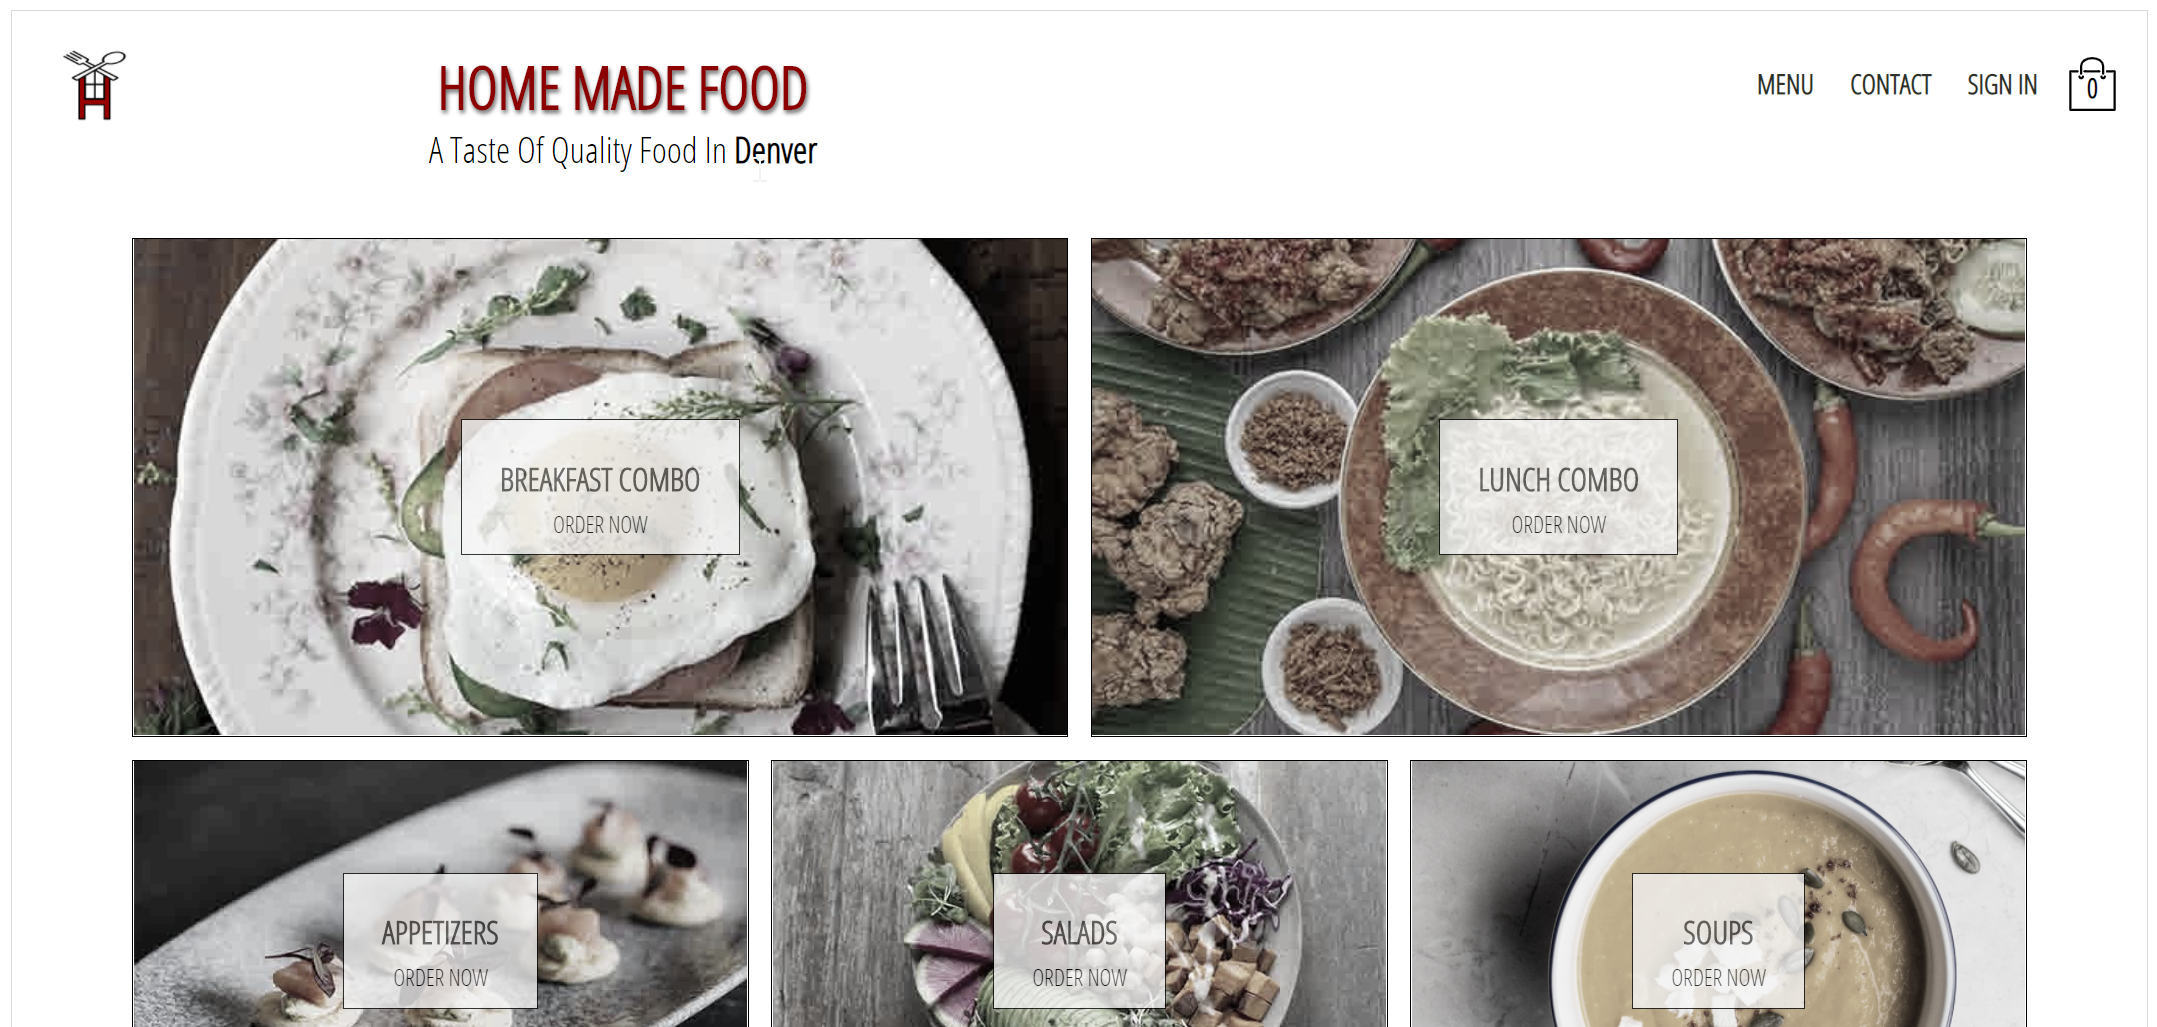 HOME MADE FOOD
A Taste Of Quality Food In Denver
MENU CONTACT SIGN IN 0
BREAKFAST COMBO
ORDER NOW
LUNCH COMBO
ORDER NOW
APPETIZERS
ORDER NOW
SALADS
ORDER NOW
SOUPS
ORDER NOW